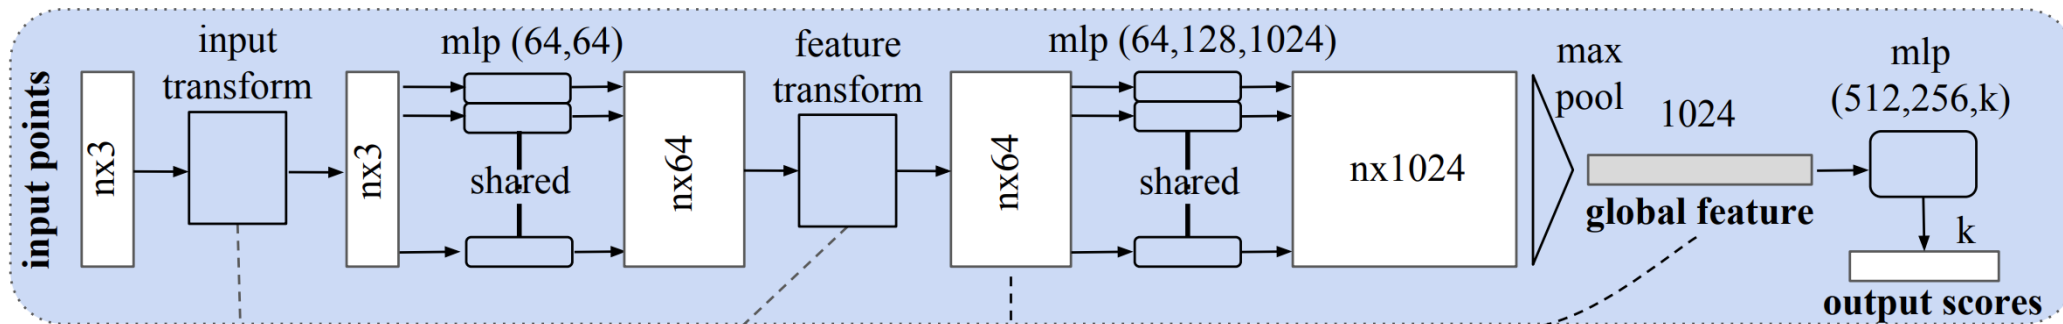 input points
nx3
input
transform
nx3
mlp (64,64)
shared
nx64
feature
transform
nx64
mlp (64,128,1024)
shared
nx1024
max
pool
1024
global feature
mlp
(512,256,k)
k
output scores